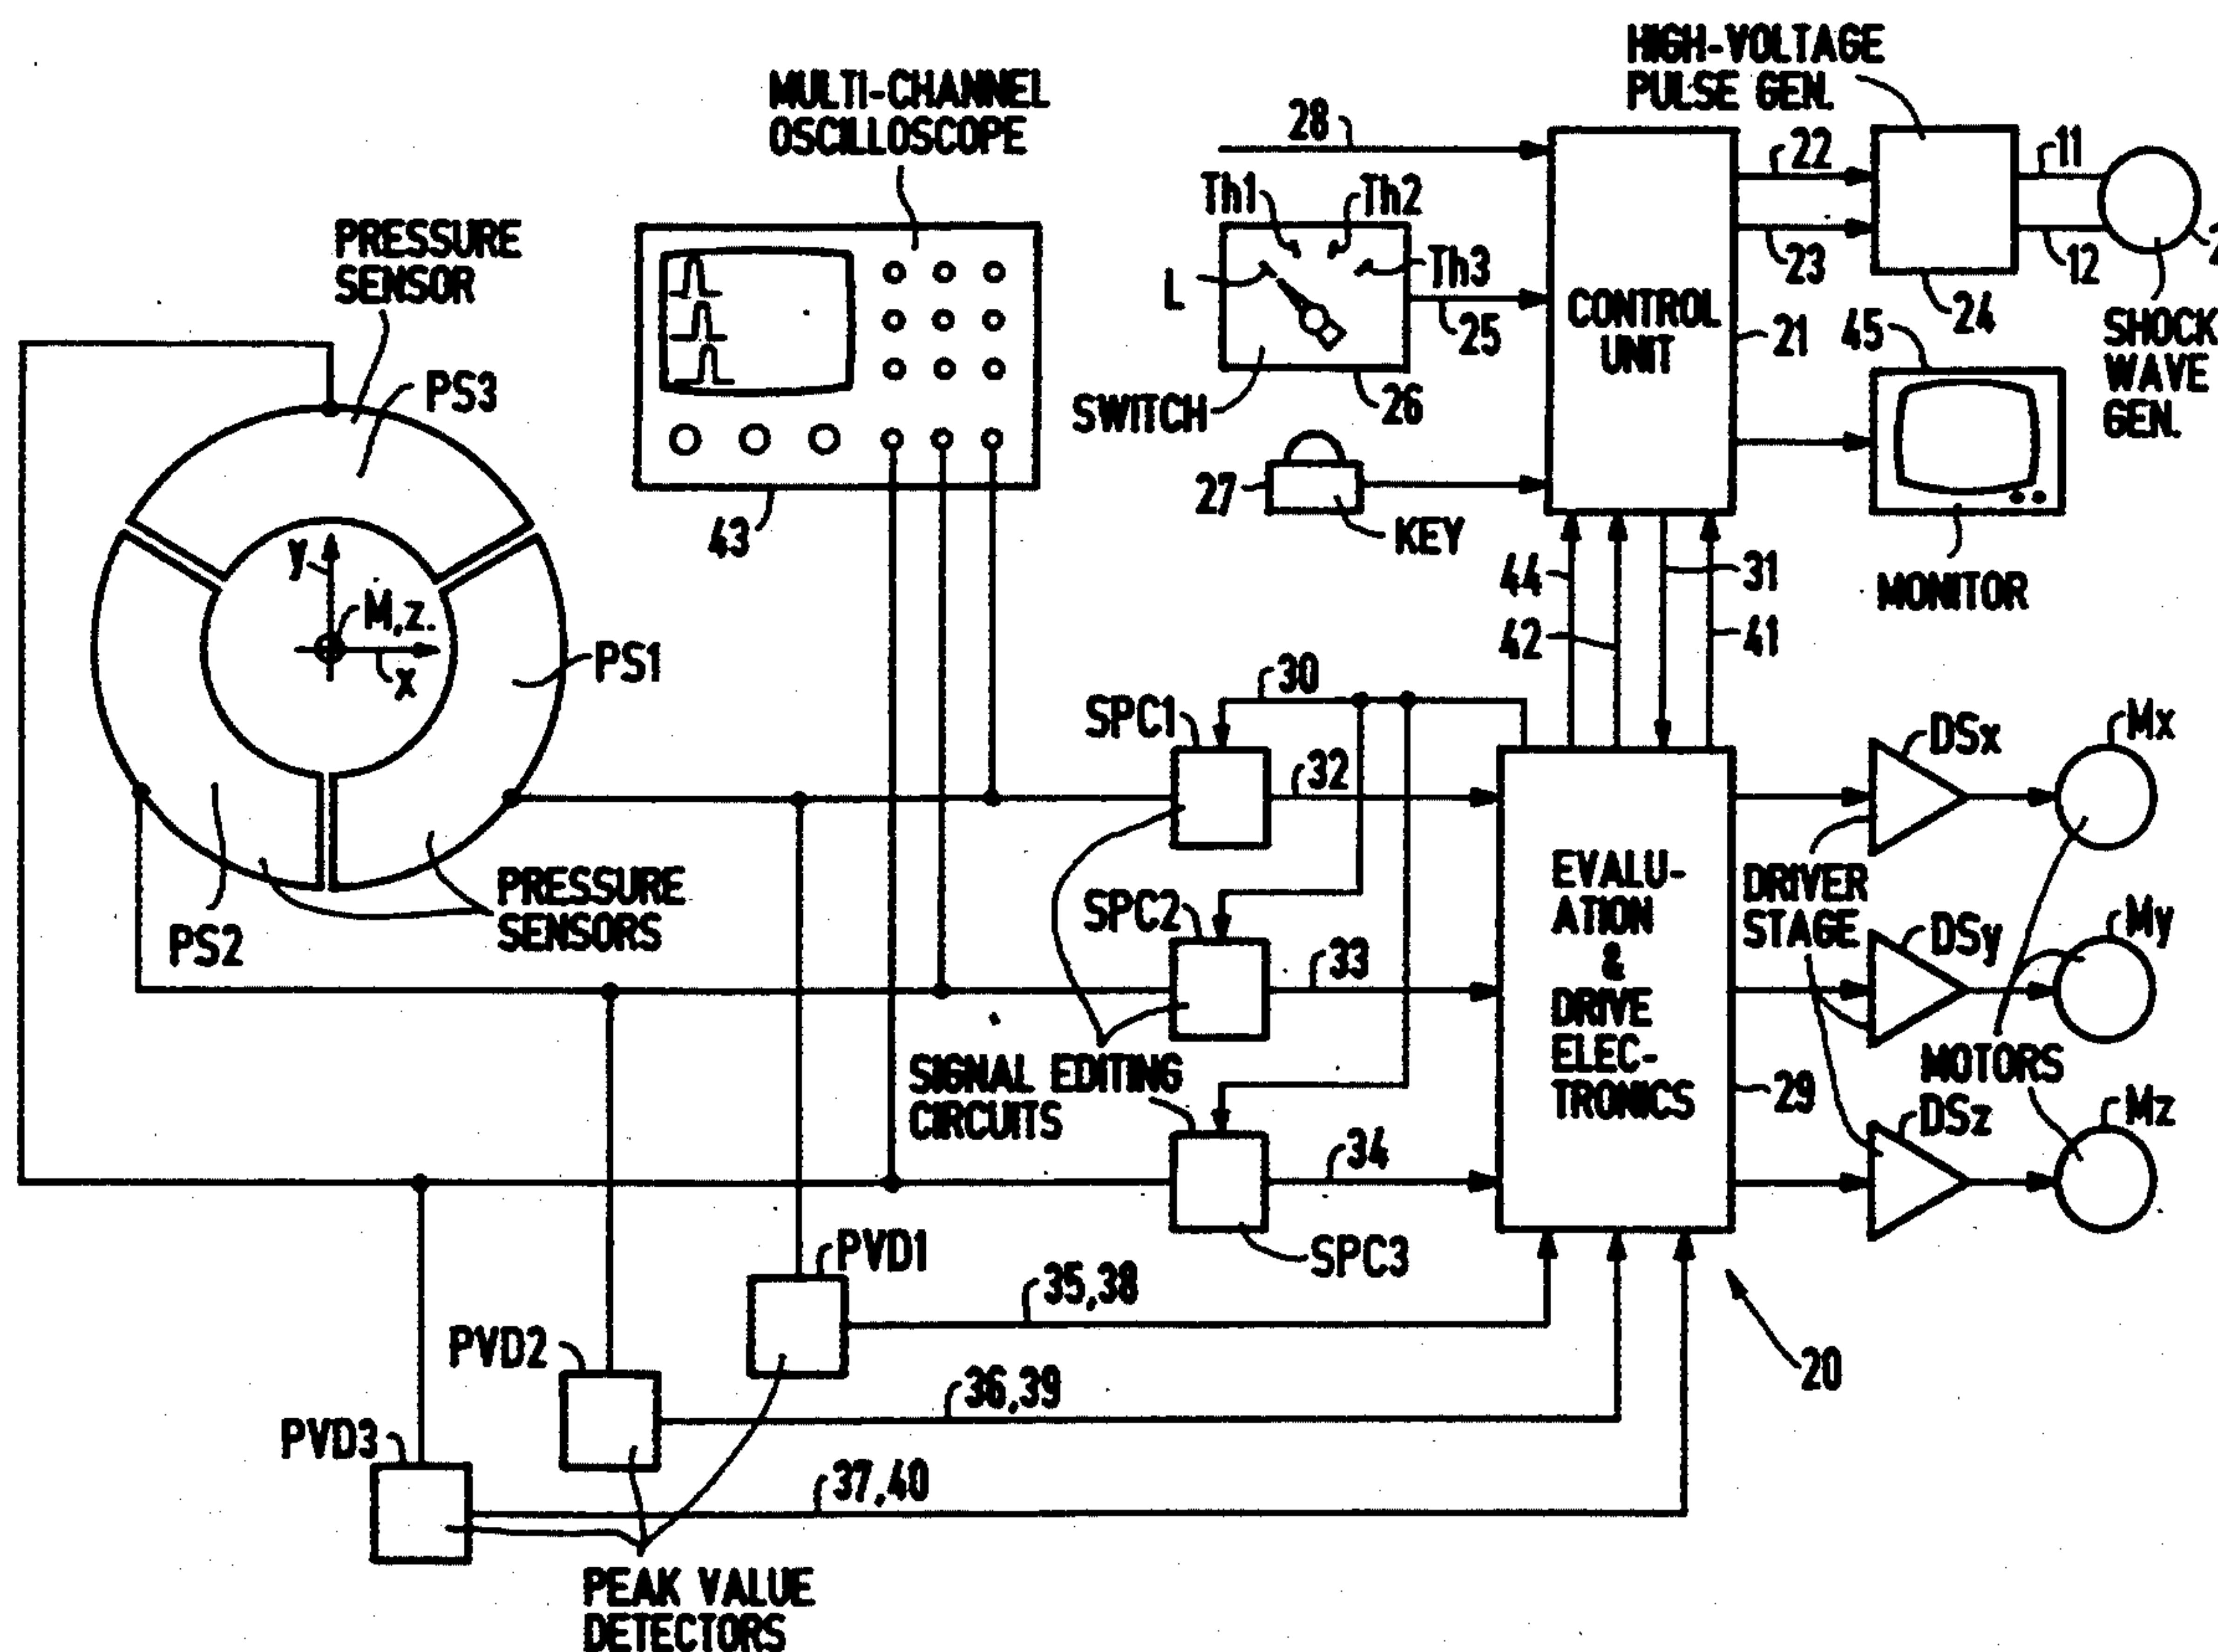 HIGH-VOLTAGE
PULSE GEN.
MULTI-CHANNEL
OSCILLOSCOPE
28
22
11
Th1
Th2
23
12
PRESSURE
SENSOR
L
Th3
25
CONTROL
UNIT
21
45
24
SHOCK
WAVE
GEN.
PS3
SWITCH
26
27
KEY
43
MONITOR
y
M,z.
x
44
31
42
41
PS1
30
SPC1
32
DSx
Mx
EVALU-
ATION
&
DRIVE
ELEC-
TRONICS
DRIVER
STAGE
PRESSURE
SENSORS
PS2
SPC2
33
DSy
My
SIGNAL EDITING
CIRCUITS
MOTORS
29
DSz
Mz
34
SPC3
PVD1
35,38
20
PVD2
36,39
PVD3
37,40
PEAK VALUE
DETECTORS